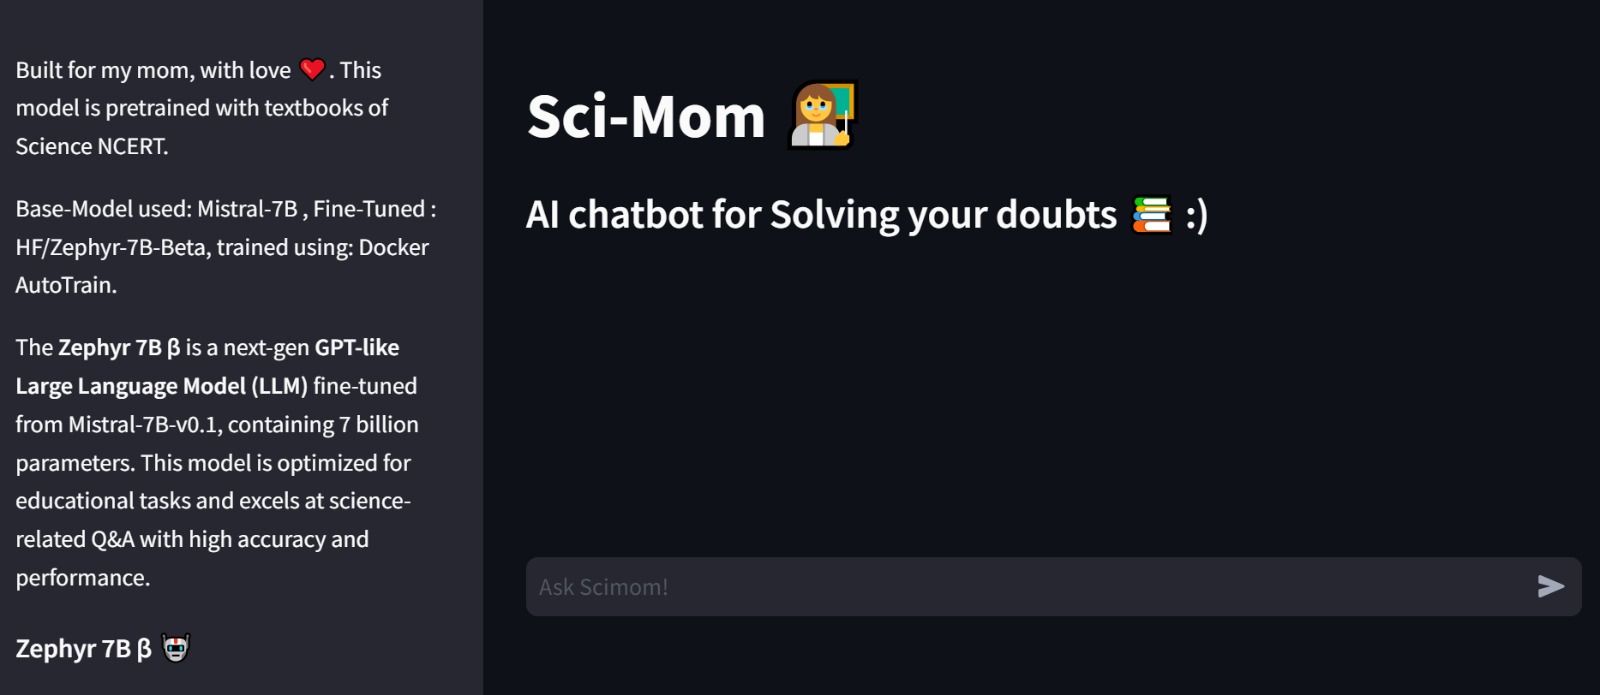 Built for my mom, with love ❤️. This
model is pretrained with textbooks of
Science NCERT.
Base-Model used: Mistral-7B , Fine-Tuned :
HF/Zephyr-7B-Beta, trained using: Docker
AutoTrain.
The Zephyr 7B β is a next-gen GPT-like
Large Language Model (LLM) fine-tuned
from Mistral-7B-v0.1, containing 7 billion
parameters. This model is optimized for
educational tasks and excels at science-
related Q&A with high accuracy and
performance.
Zephyr 7B β 🤖
Sci-Mom 👩‍🏫
AI chatbot for Solving your doubts 📚 :)
Ask Scimom!